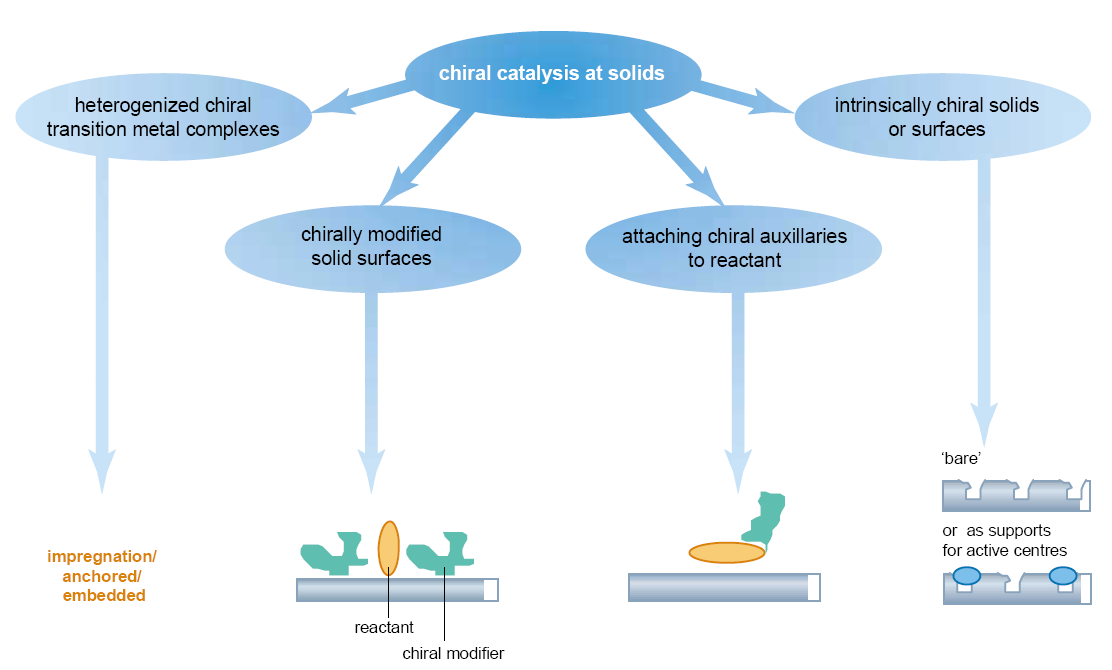 chiral catalysis at solids
heterogenized chiral
transition metal complexes
intrinsically chiral solids
or surfaces
chirally modified
solid surfaces
attaching chiral auxillaries
to reactant
impregnation/
anchored/
embedded
reactant
chiral modifier
‘bare’
or as supports
for active centres